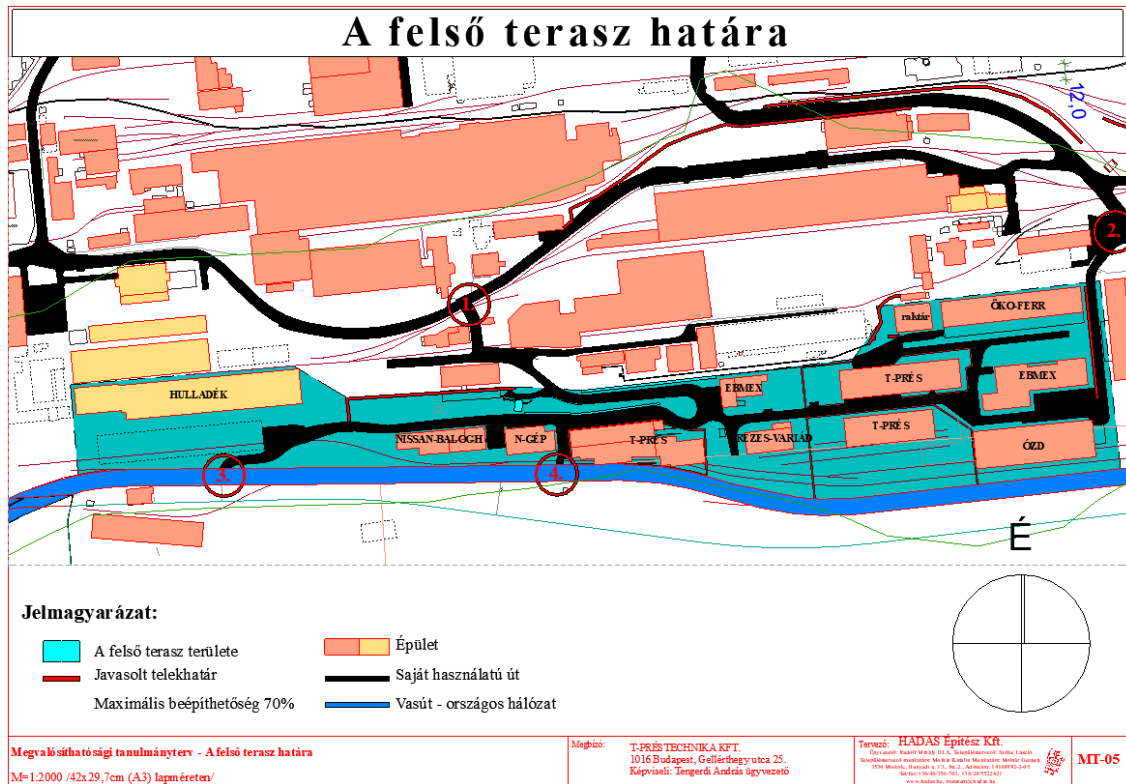 A felső terasz határa
12,0
2.
1.
ÖKO-FERR
raktár
EBMEX
T-PRÉS
EBMEX
HULLADÉK
T-PRÉS
NISSAN-BALOGH
N-GÉP
T-PRÉS
RÉZES-VARIÁD
ÓZD
3.
4.
É
Jelmagyarázat:
A felső terasz területe
Épület
Javasolt telekhatár
Saját használatú út
Maximális beépíthetőség 70%
Vasút - országos hálózat
Megvalósíthatósági tanulmányterv - A felső terasz határa
M=1:2000 /42x29,7cm (A3) lapméreten/
Megbízó:
T-PRÉSTECHNIKA KFT.
1016 Budapest, Gellérthegy utca 25.
Képviseli: Tengerdi András ügyvezető
Tervező: HADAS Építész Kft.
MT-05